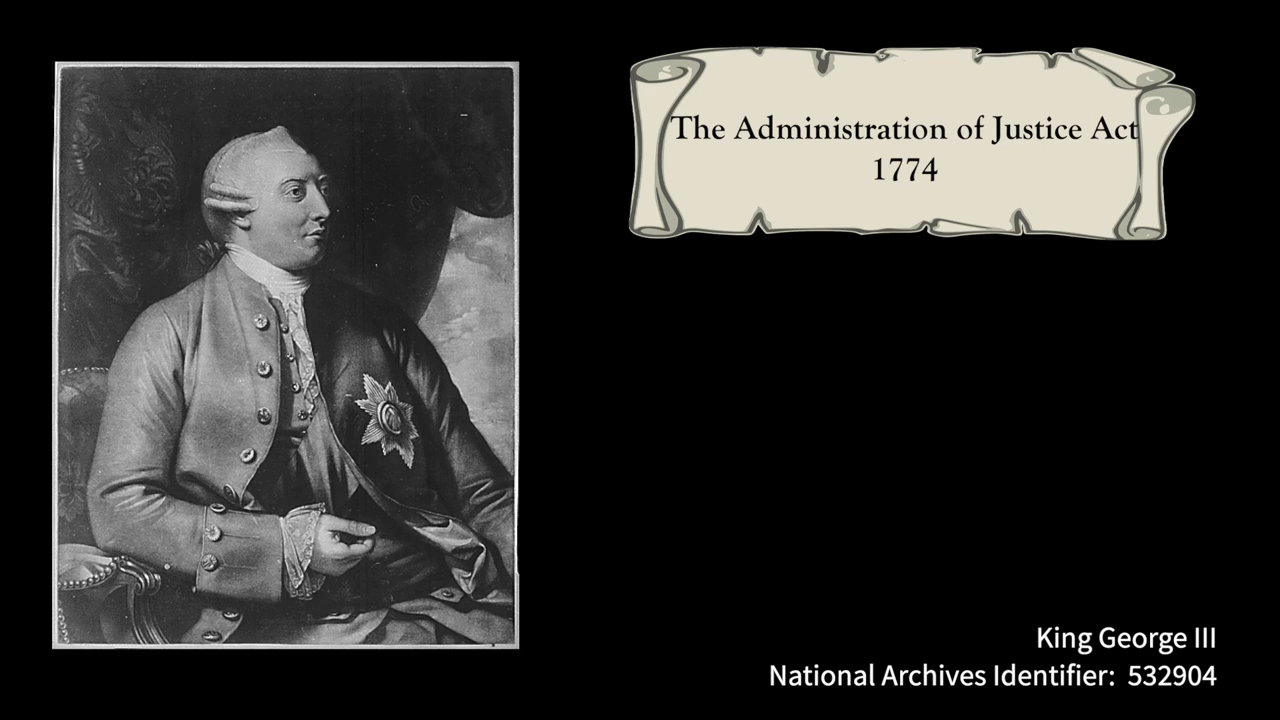 The Administration of Justice Act
1774
King George III
National Archives Identifier: 532904